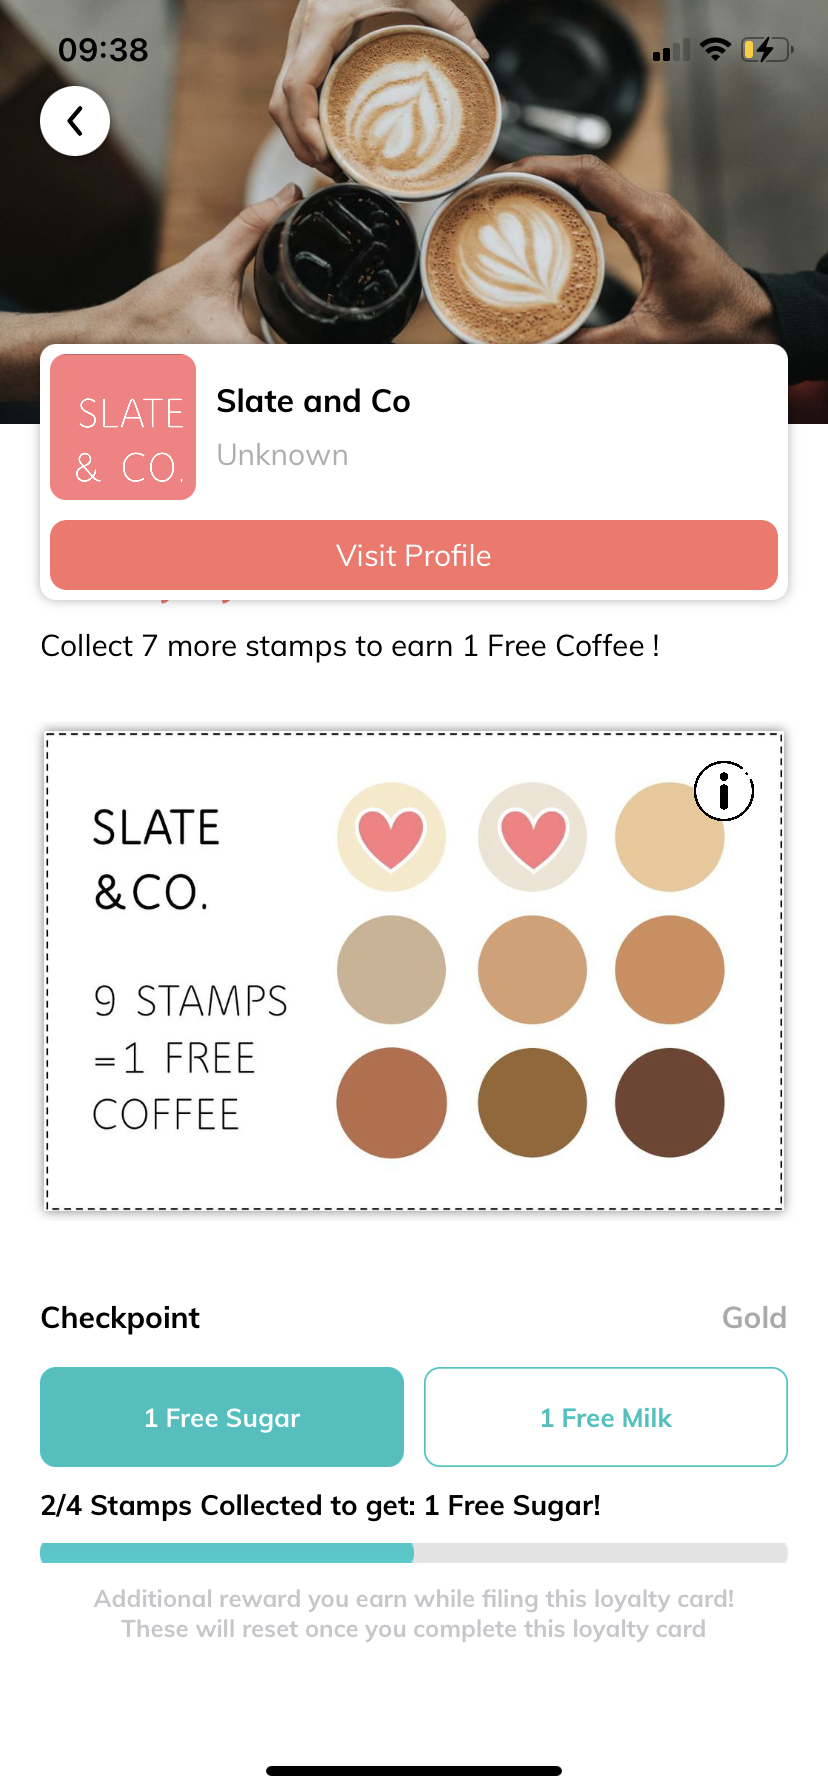 09:38
SLATE
& CO.
Slate and Co
Unknown
Visit Profile
Collect 7 more stamps to earn 1 Free Coffee !
SLATE
&CO.
9 STAMPS
=1 FREE
COFFEE
Checkpoint
Gold
1 Free Sugar
1 Free Milk
2/4 Stamps Collected to get: 1 Free Sugar!
Additional reward you earn while filing this loyalty card!
These will reset once you complete this loyalty card